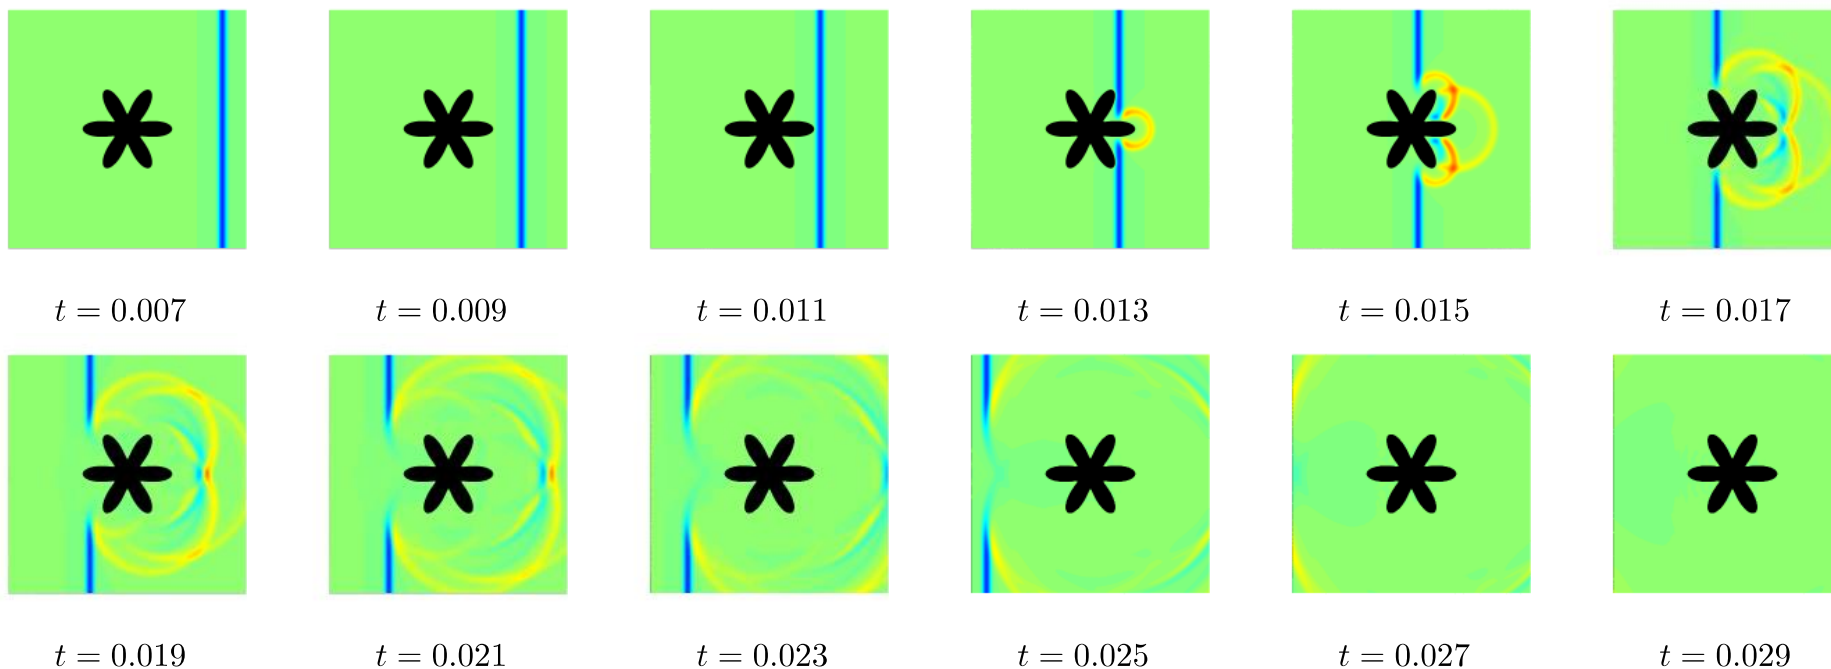 t = 0.007 t = 0.009 t = 0.011 t = 0.013 t = 0.015 t = 0.017
t = 0.019 t = 0.021 t = 0.023 t = 0.025 t = 0.027 t = 0.029